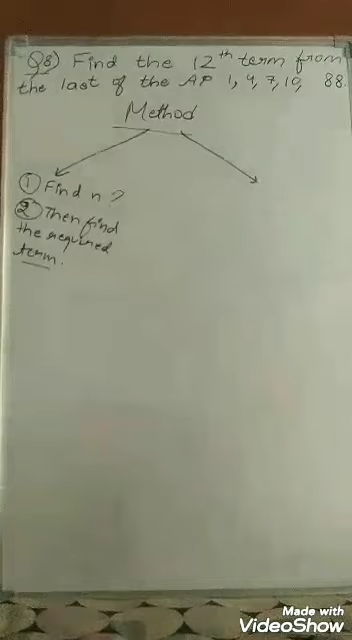 Q8) Find the 12th term from
the last of the AP 1, 4, 7, 10, 88.
Method
① Find n ?
② Then find
the required
term.
Made with
VideoShow